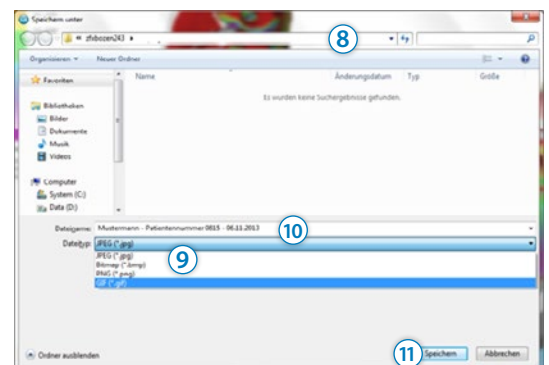 Speichern unter
zfxbozen243
8
Organisieren Neuer Ordner
Favoriten
Name Änderungsdatum Typ Größe
Es wurden keine Suchergebnisse gefunden.
Bibliotheken
Bilder
Dokumente
Musik
Videos
Computer
System (C:)
Data (D:)
Dateiname: Mustermann - Patientennummer 0815 - 06.11.2013
10
Dateityp: JPEG (*.jpg)
9
JPEG (*.jpg)
Bitmap (*.bmp)
PNG (*.png)
GIF (*.gif)
Ordner ausblenden
11
Speichern Abbrechen